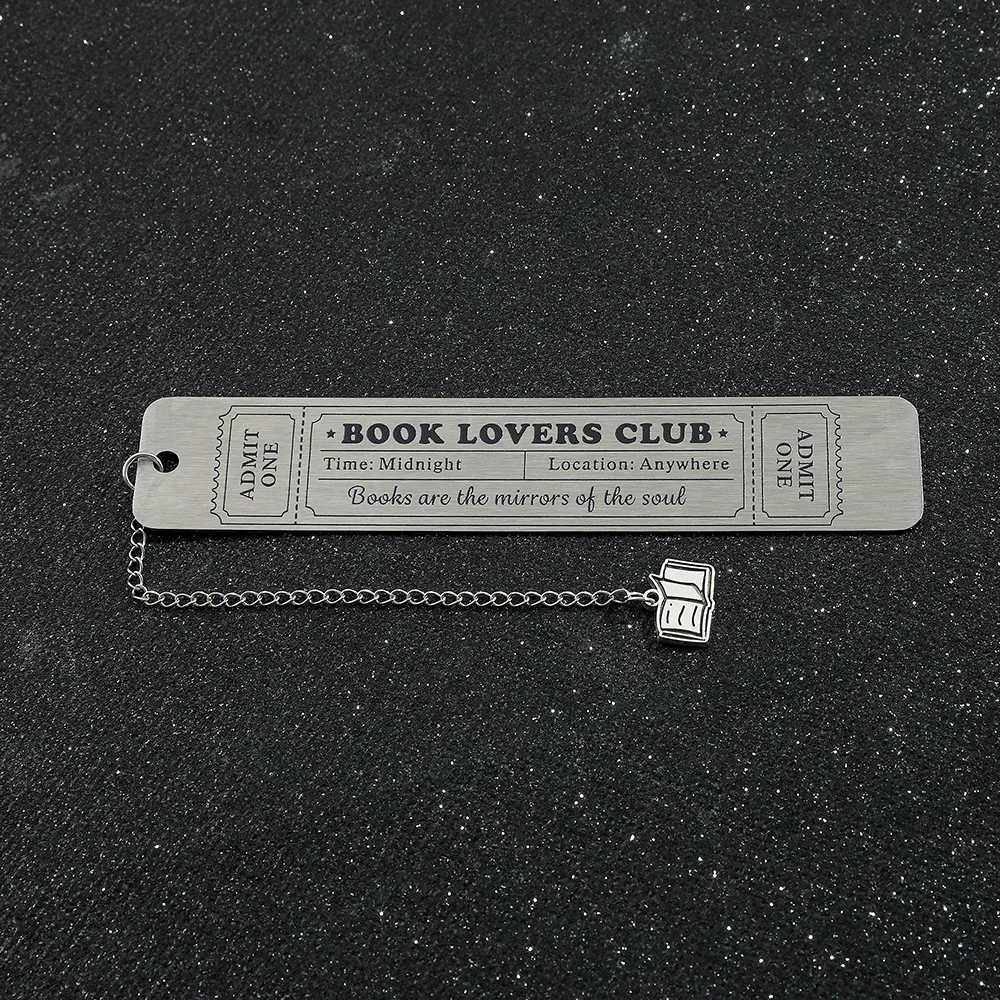 ADMIT
ONE
BOOK LOVERS CLUB
Time: Midnight
Location: Anywhere
Books are the mirrors of the soul
ADMIT
ONE